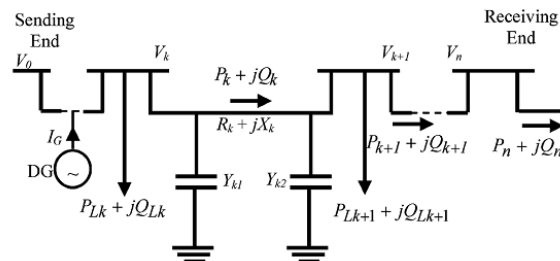 Sending
End
Receiving
End
V0
Vk
Vk+1
Vn
Pk + jQk
Rk + jXk
IG
DG
~
Yk1
Yk2
Pk+1 + jQk+1
Pn + jQn
PLk + jQLk
PLk+1 + jQLk+1